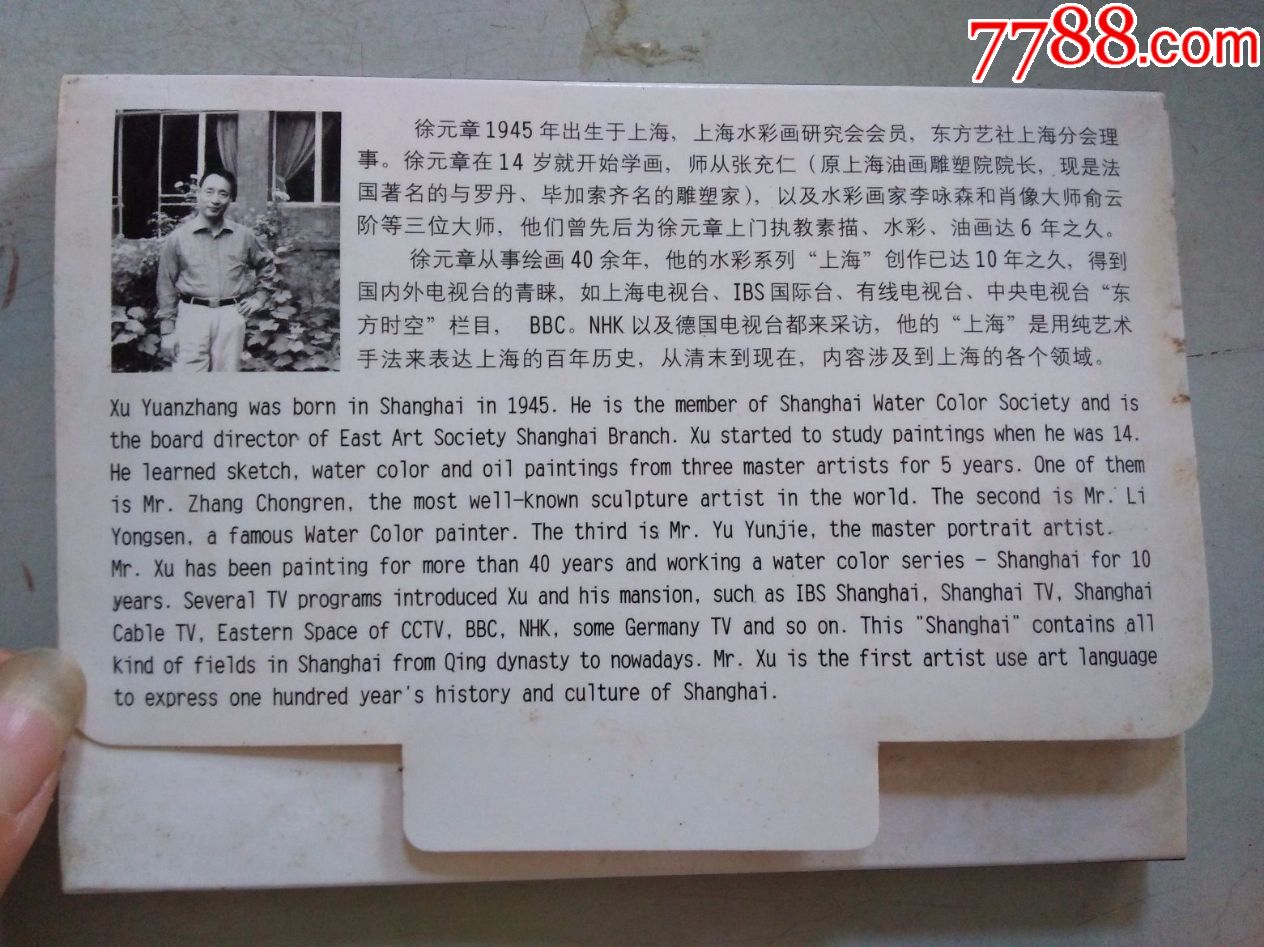 7788.com
徐元章1945年出生于上海，上海水彩画研究会会员，东方艺社上海分会理
事。徐元章在14岁就开始学画，师从张充仁（原上海油画雕塑院院长，现是法
国著名的与罗丹、毕加索齐名的雕塑家），以及水彩画家李咏森和肖像大师俞云
阶等三位大师，他们曾先后为徐元章上门执教素描、水彩、油画达6年之久。
徐元章从事绘画40余年，他的水彩系列“上海”创作已达10年之久，得到
国内外电视台的青睐，如上海电视台、IBS国际台、有线电视台、中央电视台“东
方时空”栏目， BBC。NHK以及德国电视台都来采访，他的“上海”是用纯艺术
手法来表达上海的百年历史，从清末到现在，内容涉及到上海的各个领域。
Xu Yuanzhang was born in Shanghai in 1945. He is the member of Shanghai Water Color Society and is
the board director of East Art Society Shanghai Branch. Xu started to study paintings when he was 14.
He learned sketch, water color and oil paintings from three master artists for 5 years. One of them
is Mr. Zhang Chongren, the most well-known sculpture artist in the world. The second is Mr. Li
Yongsen, a famous Water Color painter. The third is Mr. Yu Yunjie, the master portrait artist.
Mr. Xu has been painting for more than 40 years and working a water color series - Shanghai for 10
years. Several TV programs introduced Xu and his mansion, such as IBS Shanghai, Shanghai TV, Shanghai
Cable TV, Eastern Space of CCTV, BBC, NHK, some Germany TV and so on. This "Shanghai" contains all
kind of fields in Shanghai from Qing dynasty to nowadays. Mr. Xu is the first artist use art language
to express one hundred year's history and culture of Shanghai.